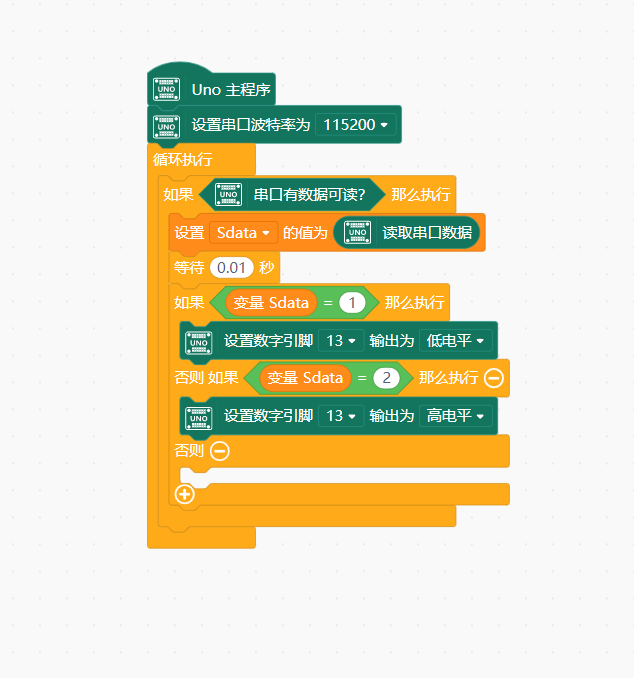 UNO Uno 主程序
UNO 设置串口波特率为 115200
循环执行
如果 UNO 串口有数据可读? 那么执行
设置 Sdata 的值为 UNO 读取串口数据
等待 0.01 秒
如果 变量 Sdata = 1 那么执行
UNO 设置数字引脚 13 输出为 低电平
否则 如果 变量 Sdata = 2 那么执行
UNO 设置数字引脚 13 输出为 高电平
否则